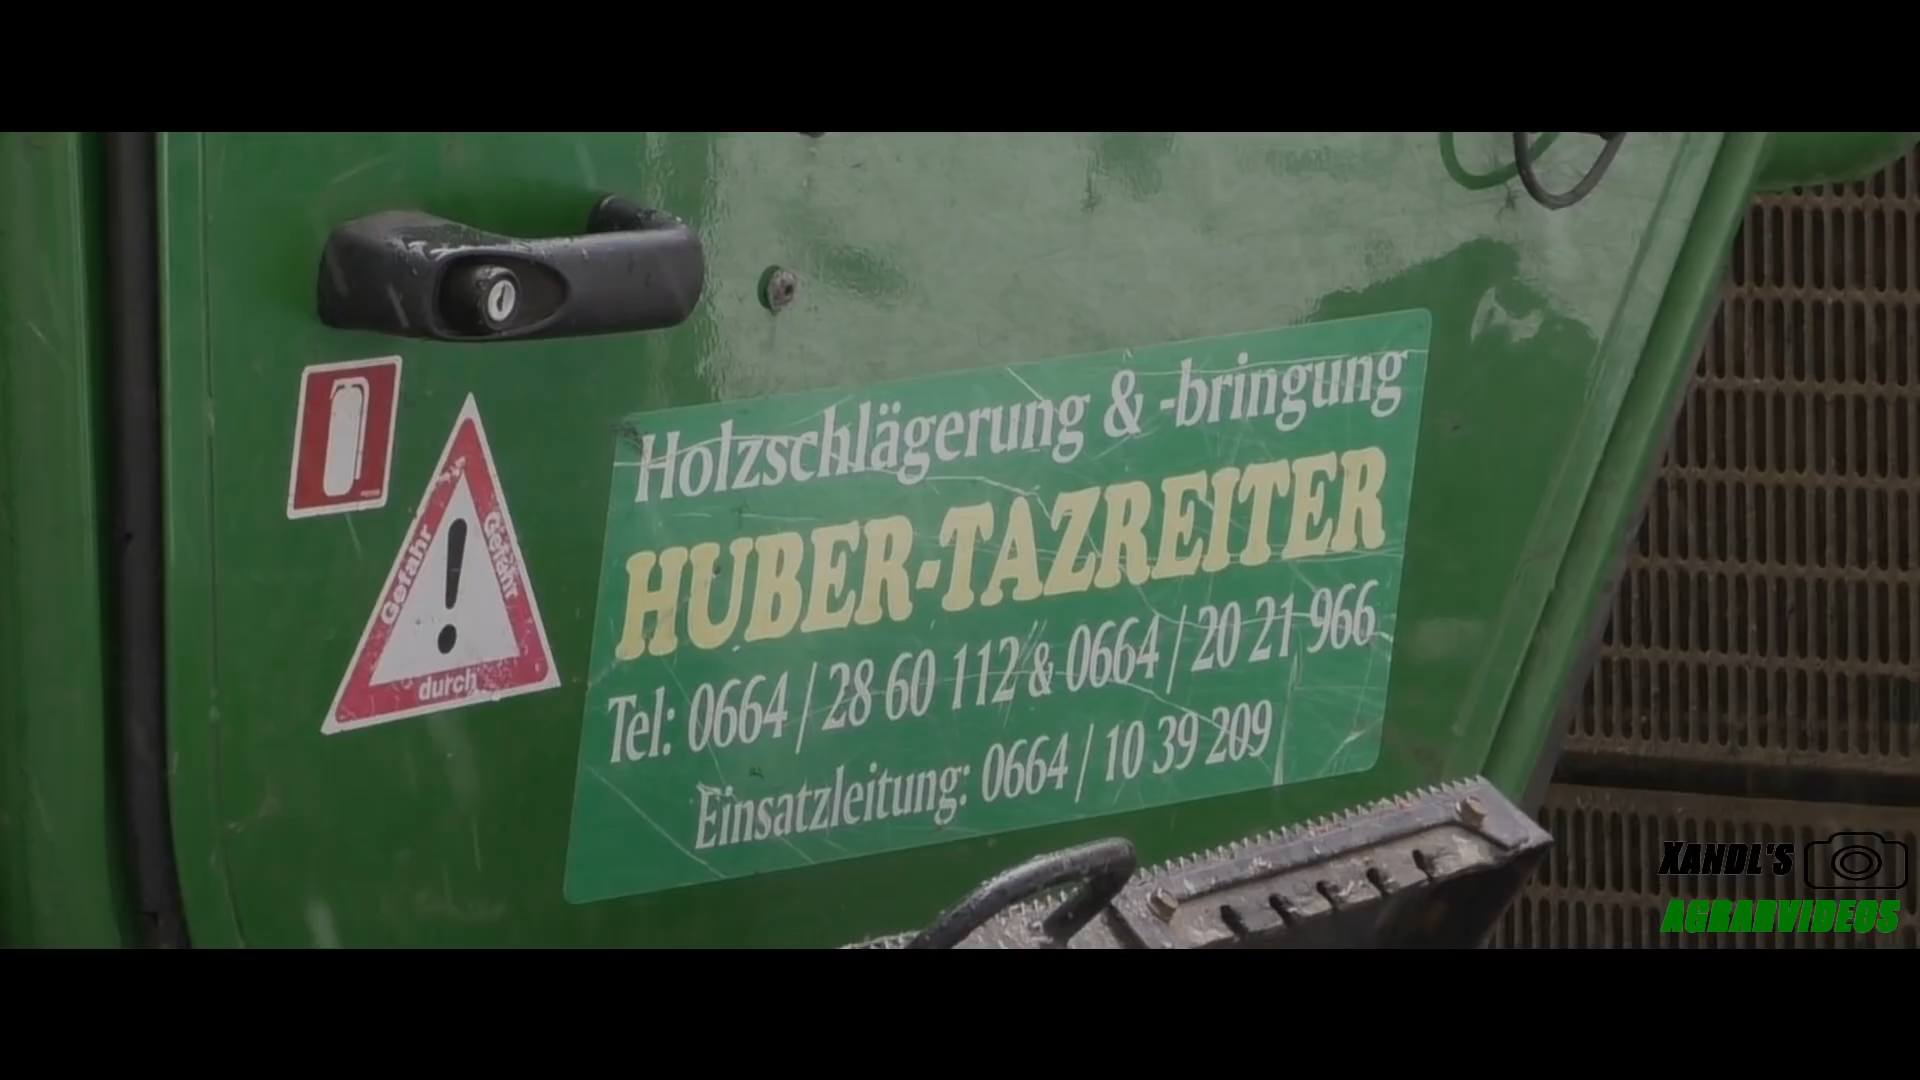 Holzschlägerung & -bringung
HUBER-TAZREITER
Tel: 0664 / 28 60 112 & 0664 / 20 21 966
Einsatzleitung: 0664 / 10 39 209
Gefahr
Gefahr
durch
XANDL'S
AGRARVIDEOS